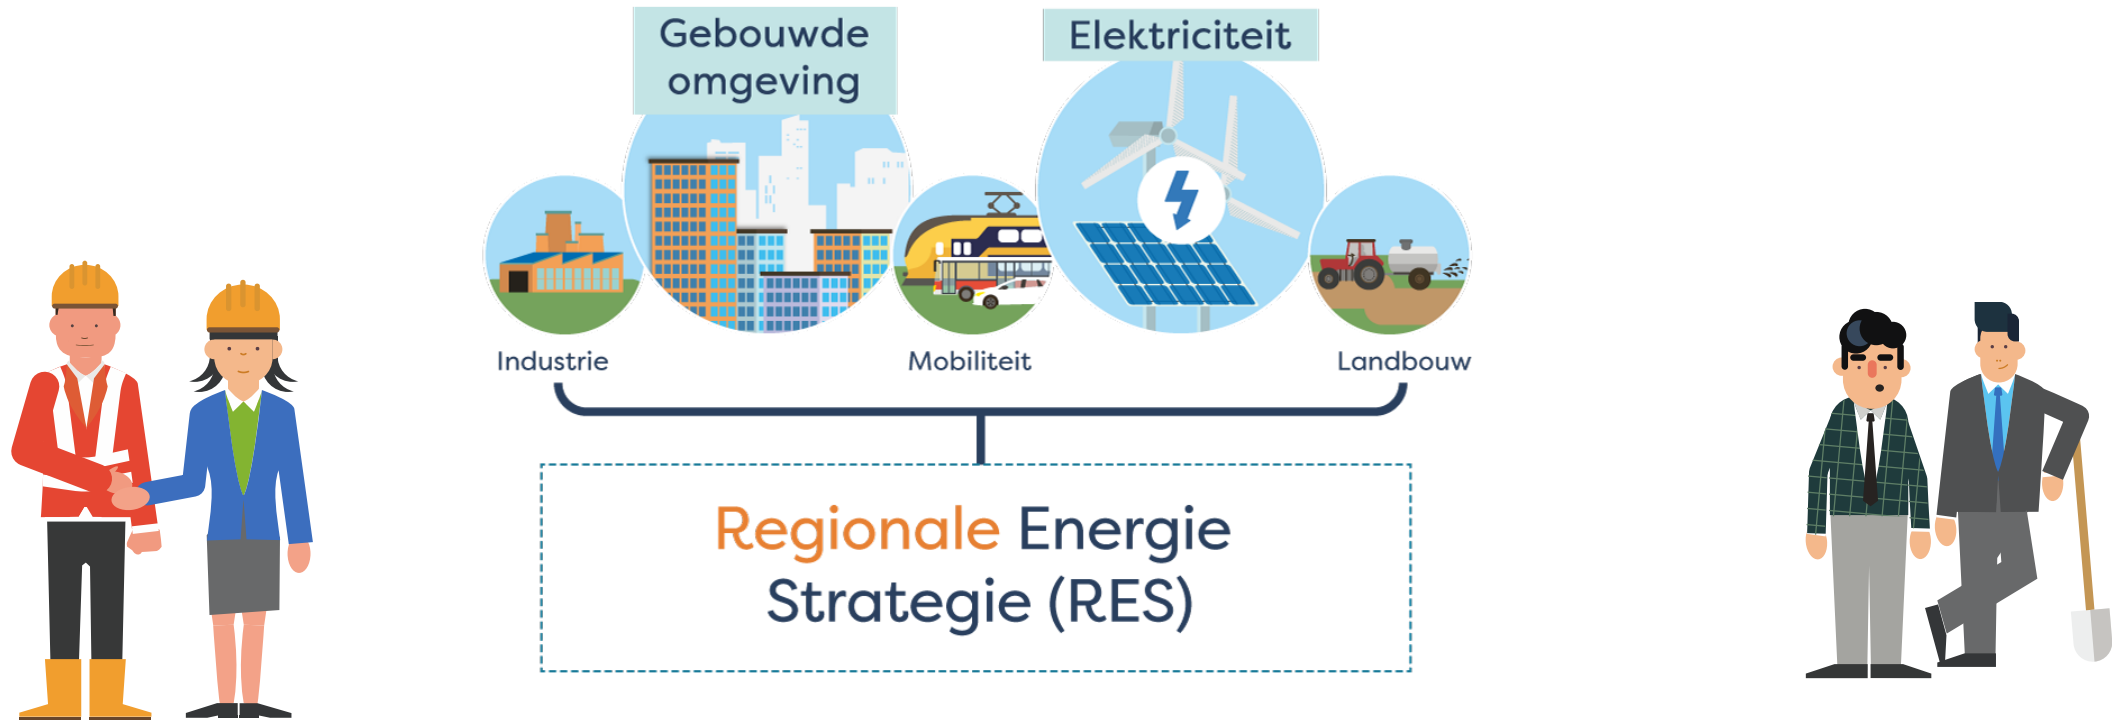 Gebouwde
omgeving
Elektriciteit
Industrie
Mobiliteit
Landbouw
Regionale Energie
Strategie (RES)